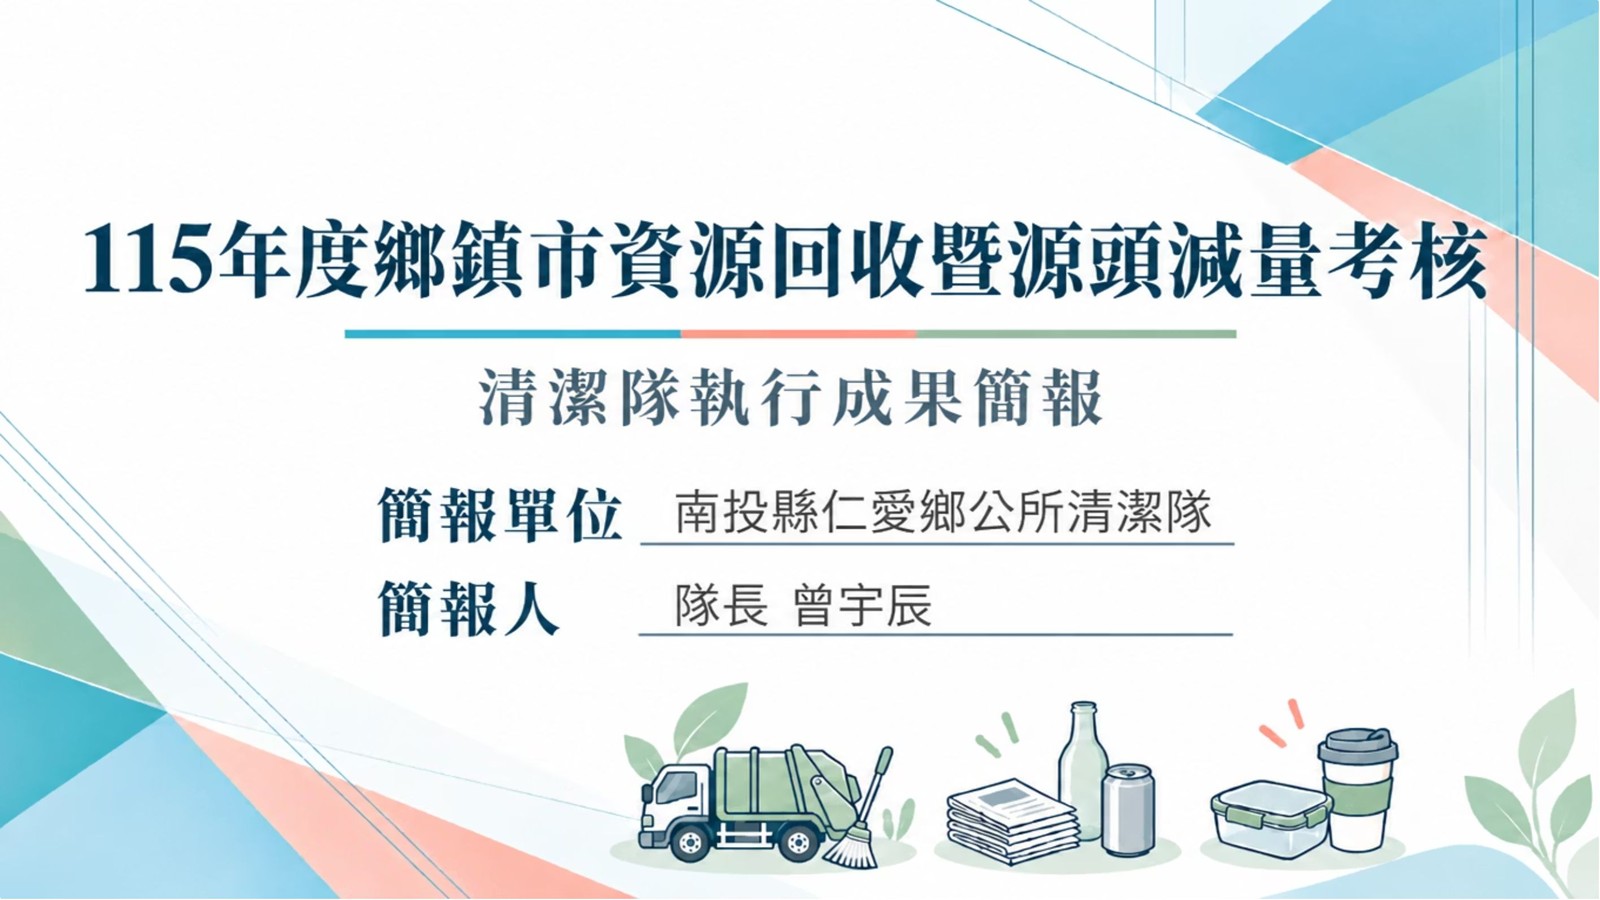 115年度鄉鎮市資源回收暨源頭減量考核
清潔隊執行成果簡報
簡報單位 南投縣仁愛鄉公所清潔隊
簡報人 隊長 曾宇辰